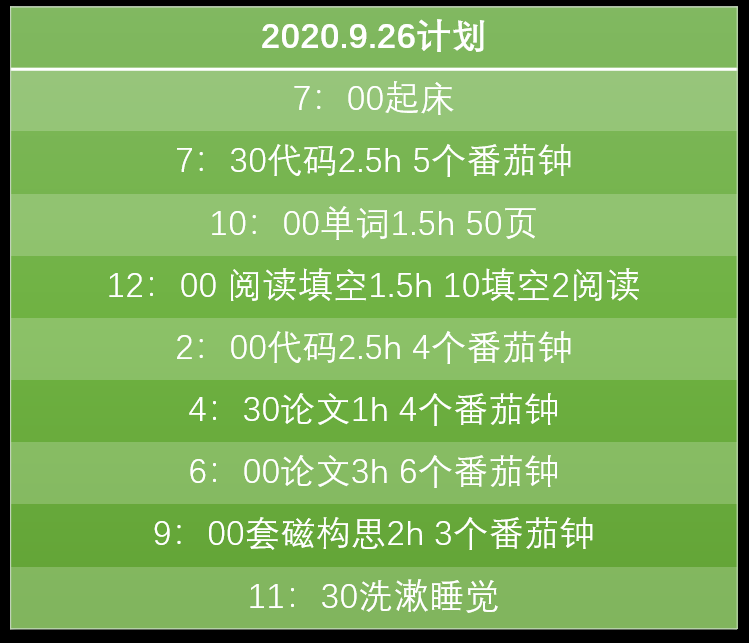 2020.9.26计划
7：00起床
7：30代码2.5h 5个番茄钟
10：00单词1.5h 50页
12：00 阅读填空1.5h 10填空2阅读
2：00代码2.5h 4个番茄钟
4：30论文1h 4个番茄钟
6：00论文3h 6个番茄钟
9：00套磁构思2h 3个番茄钟
11：30洗漱睡觉